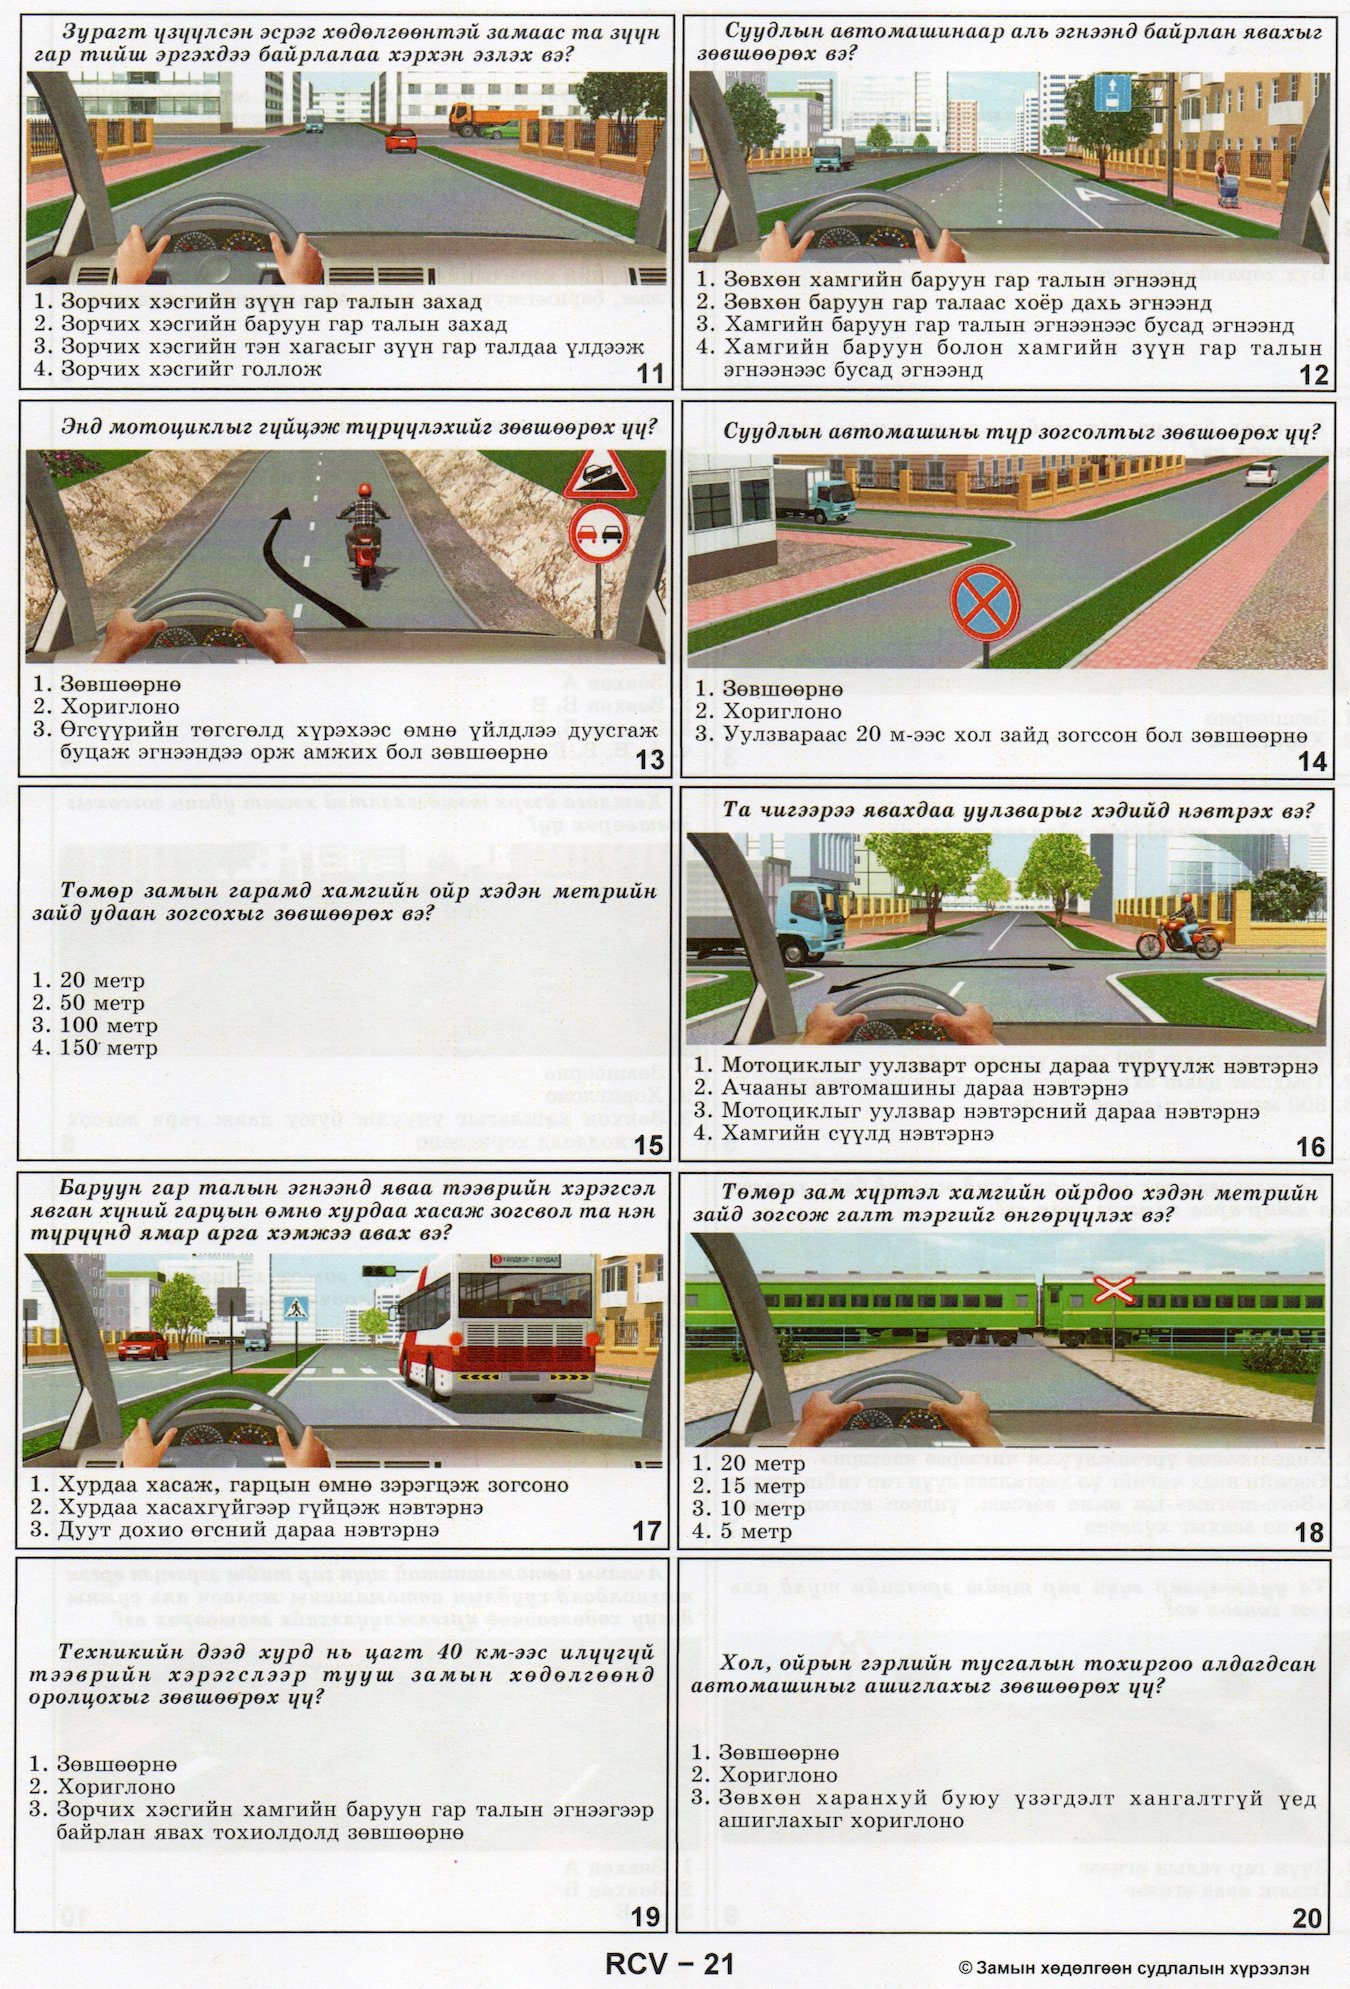 Зурагт үзүүлсэн эсрэг хөдөлгөөнтэй замаас та зүүн
гар тийш эргэхдээ байрлалаа хэрхэн эзлэх вэ?
1. Зорчих хэсгийн зүүн гар талын захад
2. Зорчих хэсгийн баруун гар талын захад
3. Зорчих хэсгийн тэн хагасыг зүүн гар талдаа үлдээж
4. Зорчих хэсгийг голлож
11
Суудлын автомашинаар аль эгнээнд байрлан явахыг
зөвшөөрөх вэ?
A
1. Зөвхөн хамгийн баруун гар талын эгнээнд
2. Зөвхөн баруун гар талаас хоёр дахь эгнээнд
3. Хамгийн баруун гар талын эгнээнээс бусад эгнээнд
4. Хамгийн баруун болон хамгийн зүүн гар талын
эгнээнээс бусад эгнээнд
12
Энд мотоциклыг гүйцэж түрүүлэхийг зөвшөөрөх үү?
1. Зөвшөөрнө
2. Хориглоно
3. Өгсүүрийн төгсгөлд хүрэхээс өмнө үйлдлээ дуусгаж
буцаж эгнээндээ орж амжих бол зөвшөөрнө
13
Суудлын автомашины түр зогсолтыг зөвшөөрөх үү?
1. Зөвшөөрнө
2. Хориглоно
3. Уулзвараас 20 м-ээс хол зайд зогссон бол зөвшөөрнө
14
Төмөр замын гарамд хамгийн ойр хэдэн метрийн
зайд удаан зогсохыг зөвшөөрөх вэ?
1. 20 метр
2. 50 метр
3. 100 метр
4. 150 метр
15
Та чигээрээ явахдаа уулзварыг хэдийд нэвтрэх вэ?
1. Мотоциклыг уулзварт орсны дараа түрүүлж нэвтэрнэ
2. Ачааны автомашины дараа нэвтэрнэ
3. Мотоциклыг уулзвар нэвтэрсний дараа нэвтэрнэ
4. Хамгийн сүүлд нэвтэрнэ
16
Баруун гар талын эгнээнд яваа тээврийн хэрэгсэл
явган хүний гарцын өмнө хурдаа хасаж зогсвол та нэн
түрүүнд ямар арга хэмжээ авах вэ?
3 ҮЙЛДВЭР-Т БУУДАЛ
1. Хурдаа хасаж, гарцын өмнө зэрэгцэж зогсоно
2. Хурдаа хасахгүйгээр гүйцэж нэвтэрнэ
3. Дуут дохио өгсний дараа нэвтэрнэ
17
Төмөр зам хүртэл хамгийн ойрдоо хэдэн метрийн
зайд зогсож галт тэргийг өнгөрүүлэх вэ?
1. 20 метр
2. 15 метр
3. 10 метр
4. 5 метр
18
Техникийн дээд хурд нь цагт 40 км-ээс илүүгүй
тээврийн хэрэгслээр тууш замын хөдөлгөөнд
оролцохыг зөвшөөрөх үү?
1. Зөвшөөрнө
2. Хориглоно
3. Зорчих хэсгийн хамгийн баруун гар талын эгнээгээр
байрлан явах тохиолдолд зөвшөөрнө
19
Хол, ойрын гэрлийн тусгалын тохиргоо алдагдсан
автомашиныг ашиглахыг зөвшөөрөх үү?
1. Зөвшөөрнө
2. Хориглоно
3. Зөвхөн харанхуй буюу үзэгдэлт хангалтгүй үед
ашиглахыг хориглоно
20
RCV – 21
© Замын хөдөлгөөн судлалын хүрээлэн